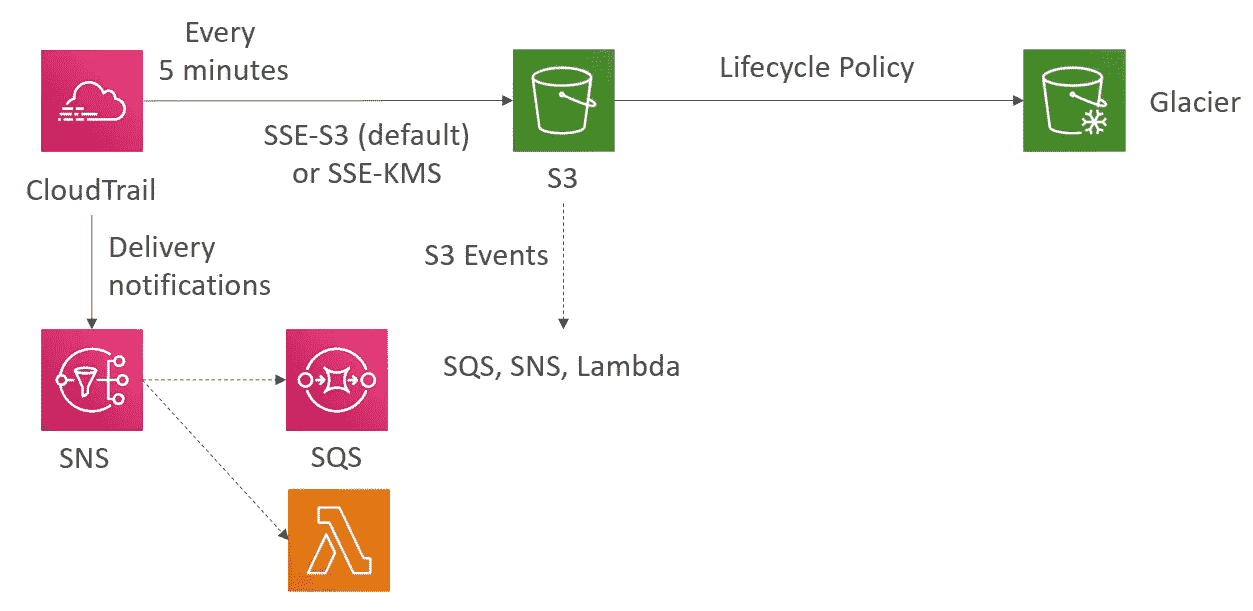 Every
5 minutes
Lifecycle Policy
Glacier
SSE-S3 (default)
or SSE-KMS
S3
CloudTrail
Delivery
notifications
S3 Events
SQS, SNS, Lambda
SNS
SQS